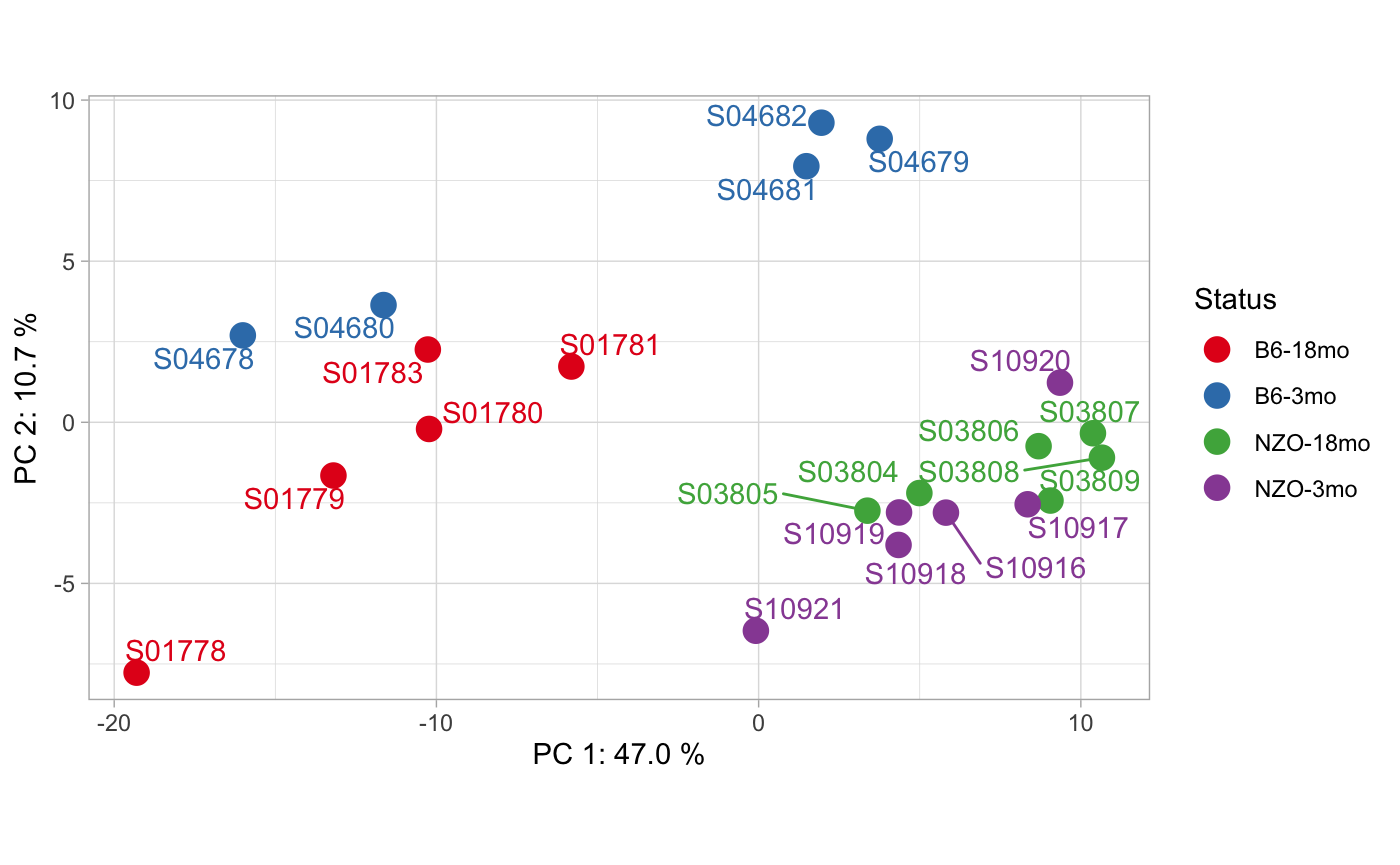 10
5
0
-5
PC 2: 10.7 %
S04682
S04679
S04681
S04680
S04678
S01781
S01783
S01780
S01779
S01778
S10920
S03807
S03806
S03804
S03808
S03809
S03805
S10919
S10917
S10918
S10916
S10921
-20
-10
0
10
PC 1: 47.0 %
Status
B6-18mo
B6-3mo
NZO-18mo
NZO-3mo